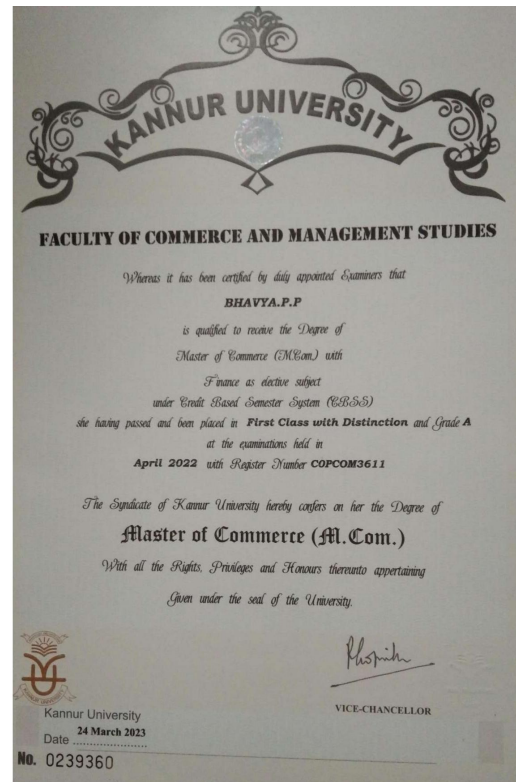 KANNUR UNIVERSITY
FACULTY OF COMMERCE AND MANAGEMENT STUDIES
Whereas it has been certified by duly appointed Examiners that
BHAVYA.P.P
is qualified to receive the Degree of
Master of Commerce (M.Com.) with
Finance as elective subject
under Credit Based Semester System (CBSS)
she having passed and been placed in First Class with Distinction and Grade A
at the examinations held in
April 2022 with Register Number C0PCOM3611
The Syndicate of Kannur University hereby confers on her the Degree of
Master of Commerce (M.Com.)
With all the Rights, Privileges and Honours thereunto appertaining
Given under the seal of the University.
VICE-CHANCELLOR
Kannur University
Date 24 March 2023
No. 0239360